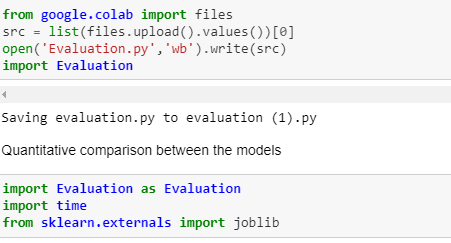 from google.colab import files
src = list(files.upload().values())[0]
open('Evaluation.py','wb').write(src)
import Evaluation
Saving evaluation.py to evaluation (1).py
Quantitative comparison between the models
import Evaluation as Evaluation
import time
from sklearn.externals import joblib